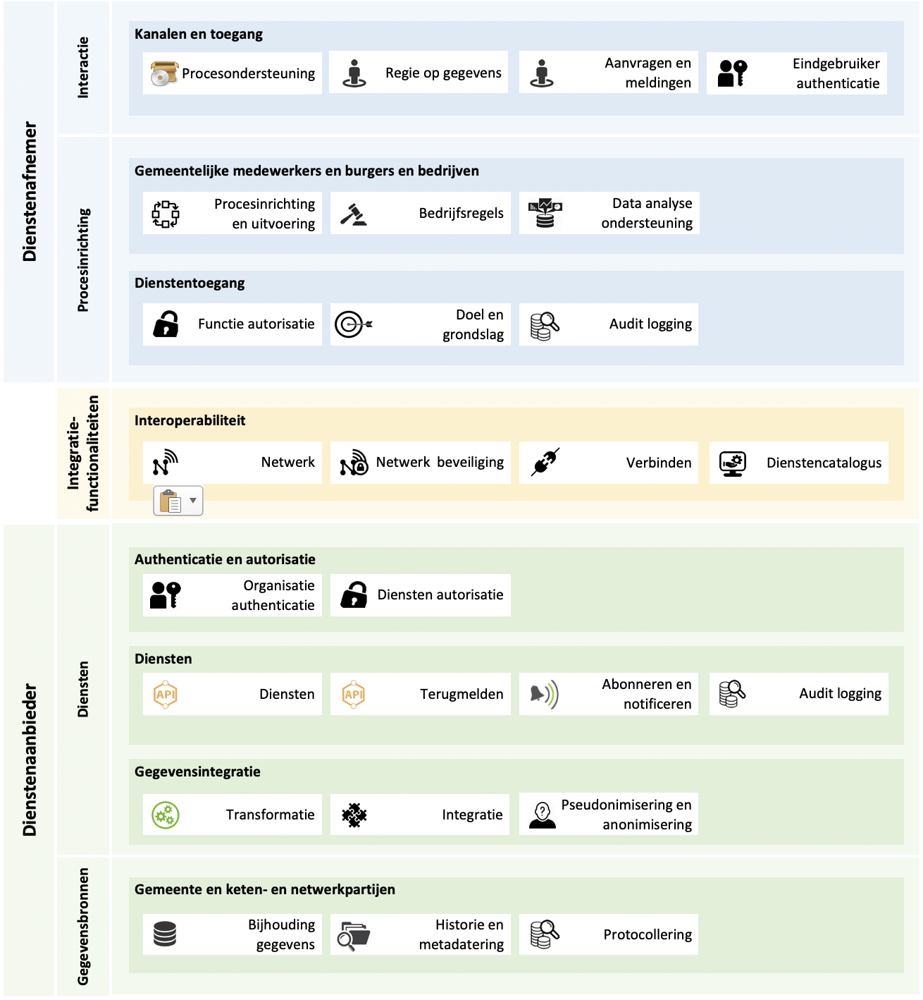 Dienstenafnemer
Interactie
Kanalen en toegang
Procesondersteuning
Regie op gegevens
Aanvragen en
meldingen
Eindgebruiker
authenticatie
Procesinrichting
Gemeentelijke medewerkers en burgers en bedrijven
Procesinrichting
en uitvoering
Bedrijfsregels
Data analyse
ondersteuning
Dienstentoegang
Functie autorisatie
Doel en
grondslag
Audit logging
Integratie-
functionaliteiten
Interoperabiliteit
Netwerk
Netwerk beveiliging
Verbinden
Dienstencatalogus
Dienstenaanbieder
Diensten
Authenticatie en autorisatie
Organisatie
authenticatie
Diensten autorisatie
Diensten
API
Diensten
API
Terugmelden
Abonneren en
notificeren
Audit logging
Gegevensintegratie
Transformatie
Integratie
?
Pseudonimisering en
anonimisering
Gegevensbronnen
Gemeente en keten- en netwerkpartijen
Bijhouding
gegevens
Historie en
metadatering
Protocollering